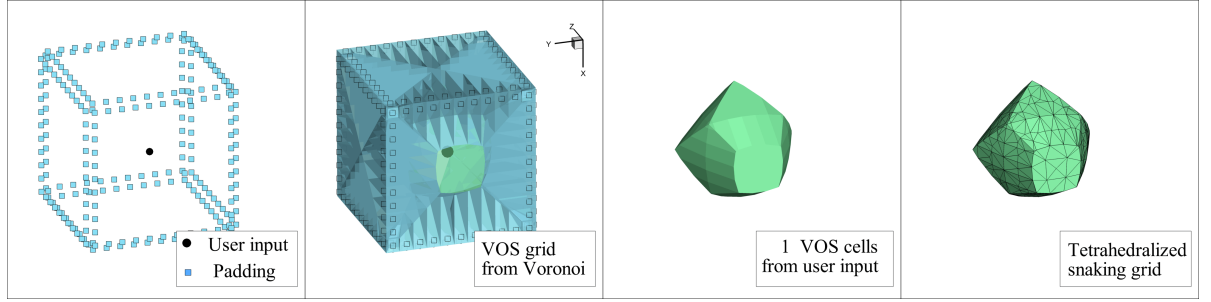 User input
Padding
Z
Y
X
VOS grid
from Voronoi
1 VOS cells
from user input
Tetrahedralized
snaking grid